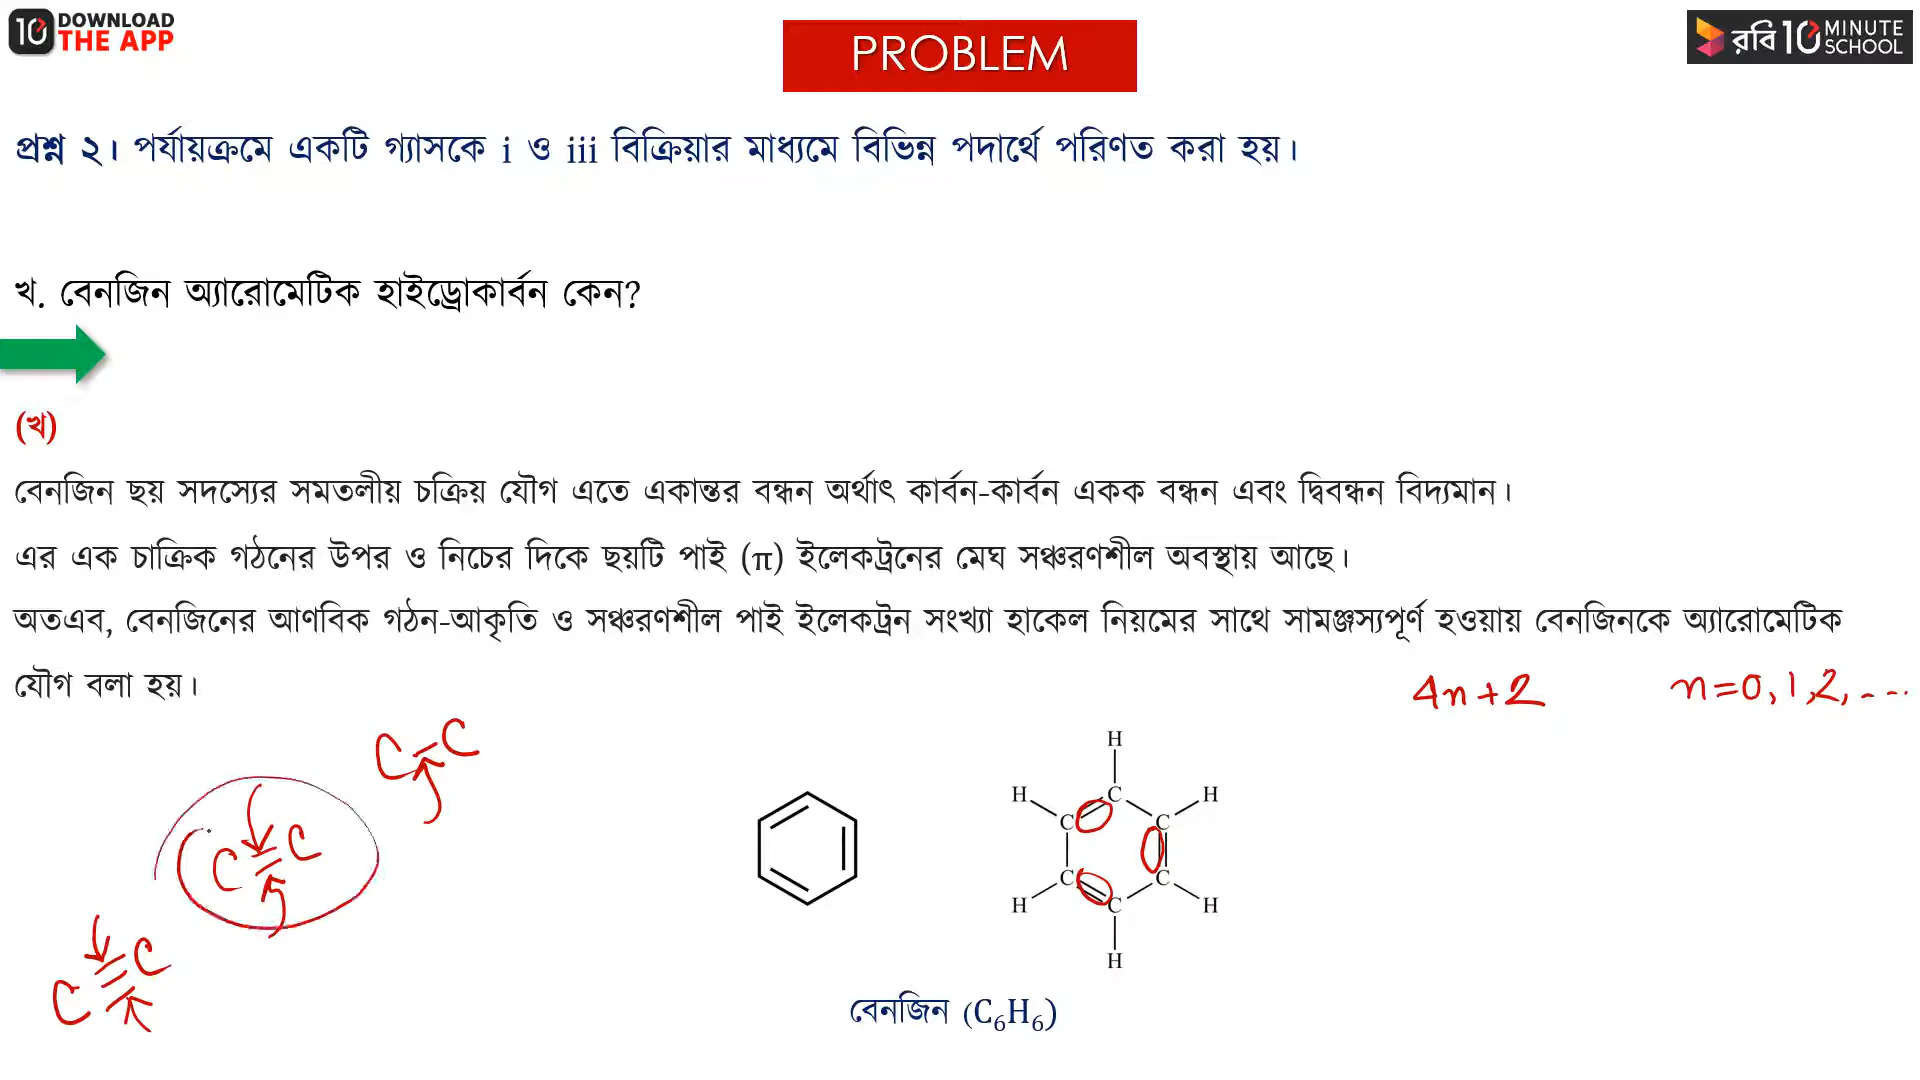 DOWNLOAD
THE APP
PROBLEM
রবি 10 MINUTE SCHOOL
প্রশ্ন ২। পর্যায়ক্রমে একটি গ্যাসকে i ও iii বিক্রিয়ার মাধ্যমে বিভিন্ন পদার্থে পরিণত করা হয়।
খ. বেনজিন অ্যারোমেটিক হাইড্রোকার্বন কেন?
(খ)
বেনজিন ছয় সদস্যের সমতলীয় চক্রিয় যৌগ এতে একান্তর বন্ধন অর্থাৎ কার্বন-কার্বন একক বন্ধন এবং দ্বিবন্ধন বিদ্যমান।
এর এক চাক্রিক গঠনের উপর ও নিচের দিকে ছয়টি পাই (π) ইলেকট্রনের মেঘ সঞ্চরণশীল অবস্থায় আছে।
অতএব, বেনজিনের আণবিক গঠন-আকৃতি ও সঞ্চরণশীল পাই ইলেকট্রন সংখ্যা হাকেল নিয়মের সাথে সামঞ্জস্যপূর্ণ হওয়ায় বেনজিনকে অ্যারোমেটিক
যৌগ বলা হয়।
4n+2 n=0,1,2,...
C-C
C=C
C≡C
H
H C H
C C
C C
H C H
H
বেনজিন (C₆H₆)